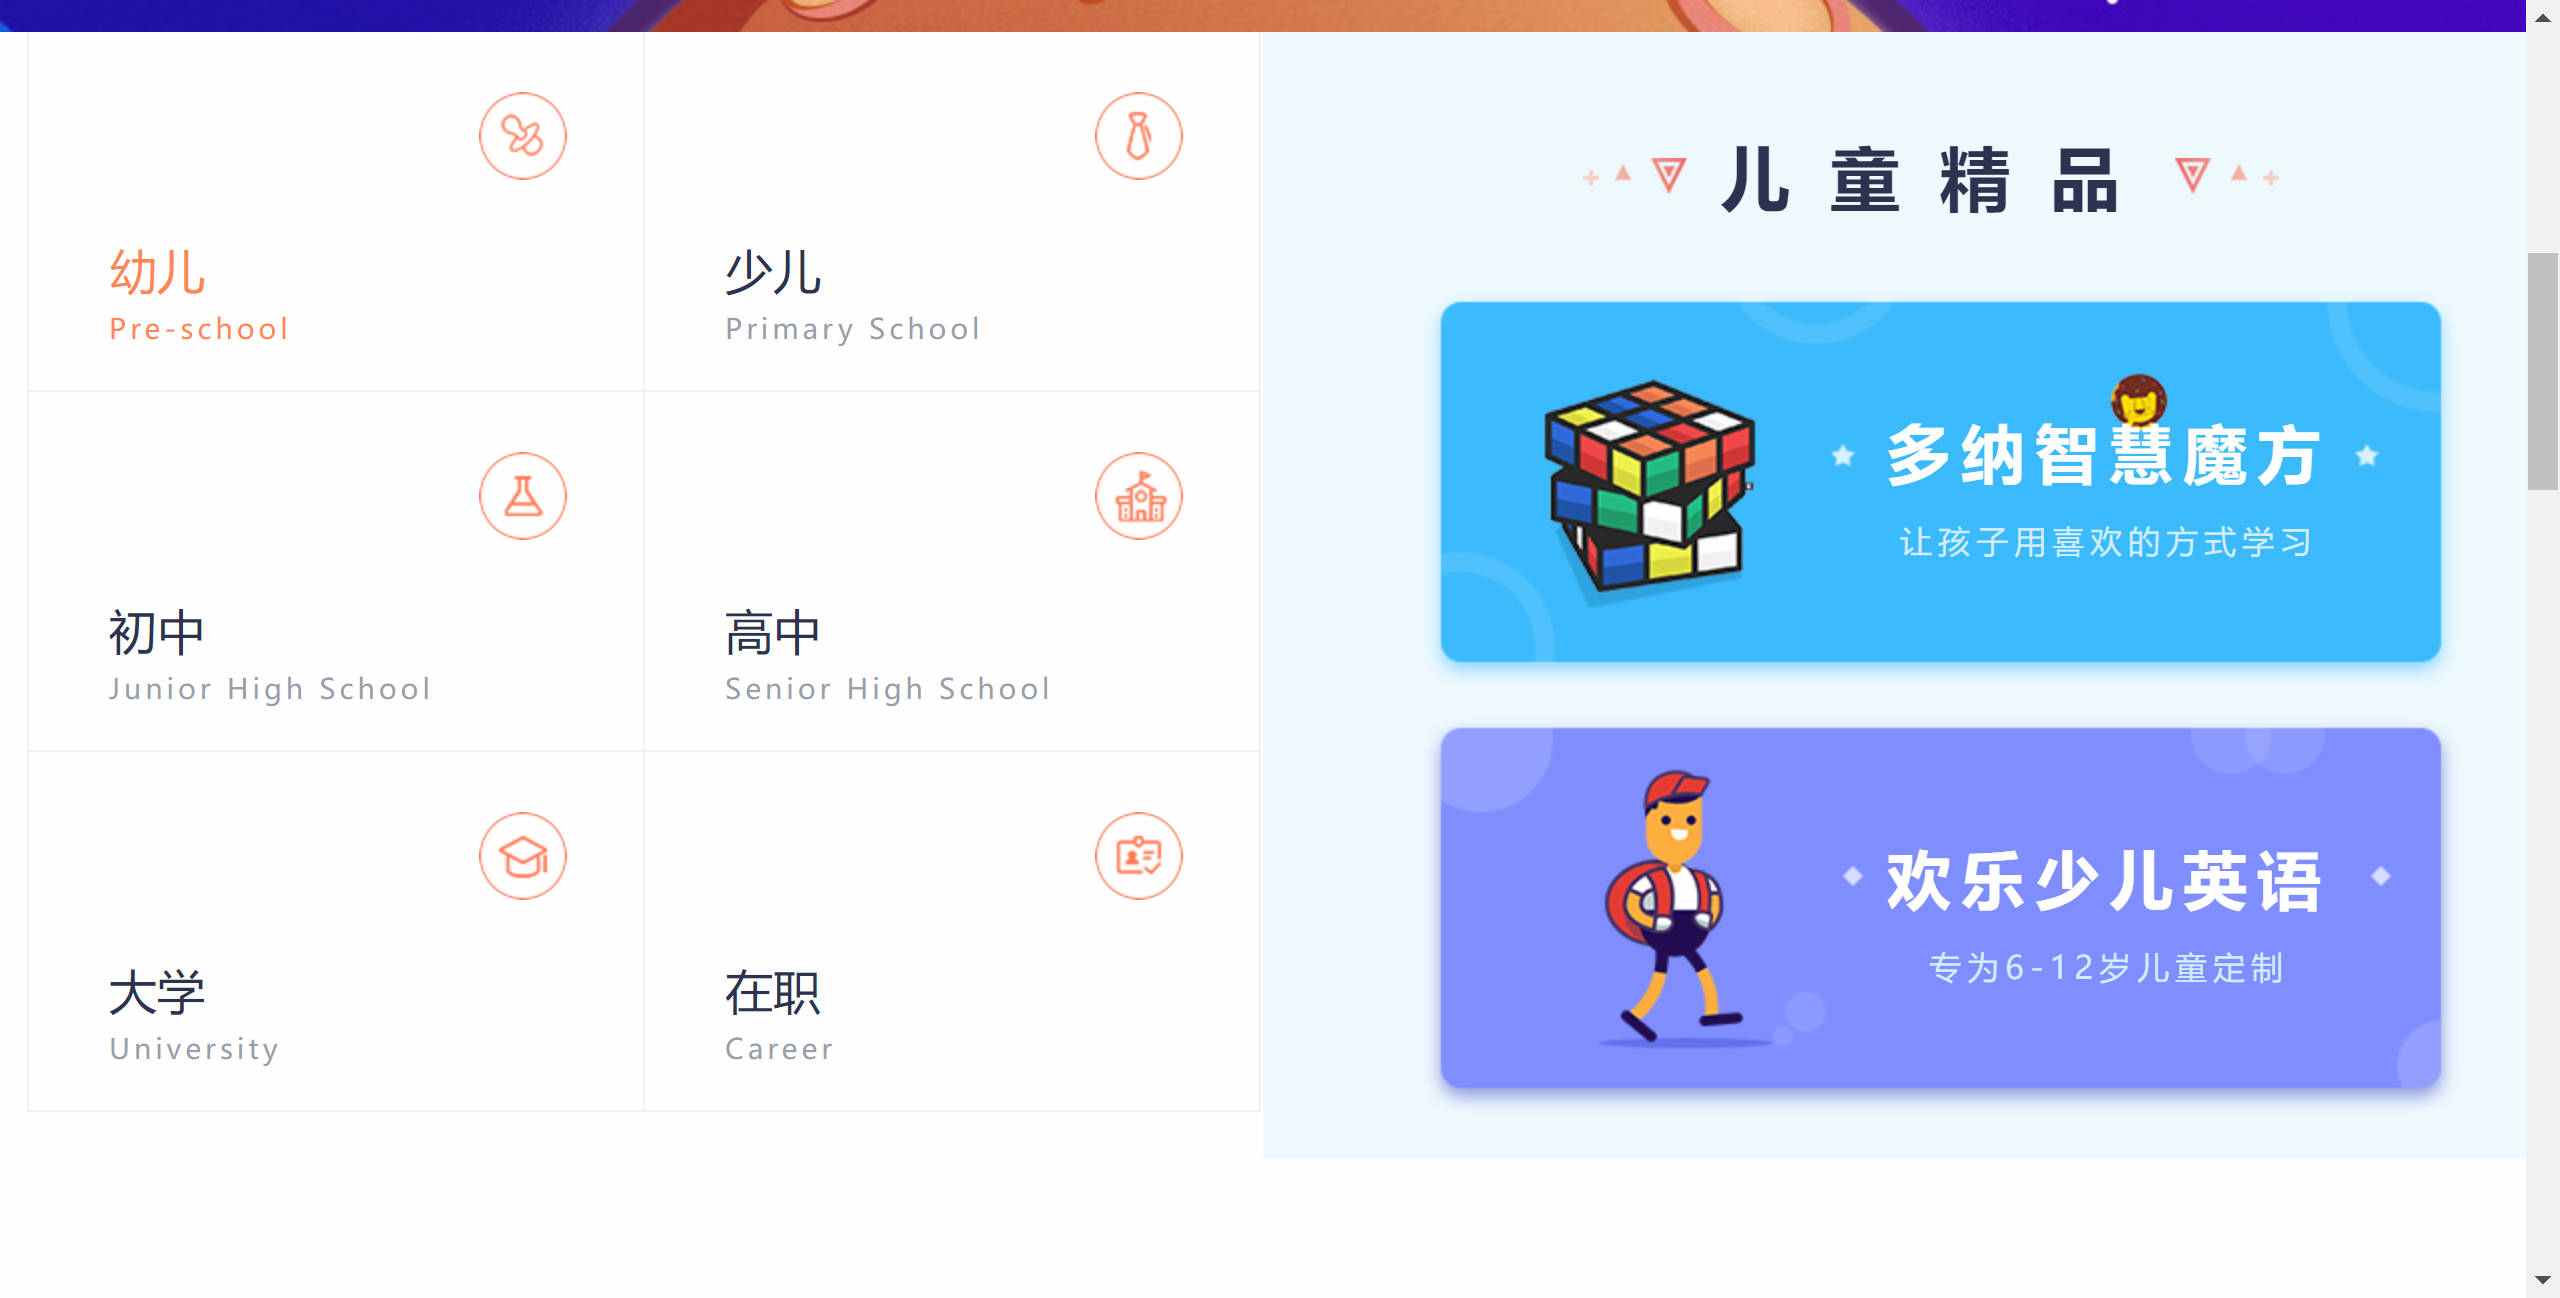 幼儿
Pre-school
少儿
Primary School
初中
Junior High School
高中
Senior High School
大学
University
在职
Career
儿童精品
多纳智慧魔方
让孩子用喜欢的方式学习
欢乐少儿英语
专为6-12岁儿童定制